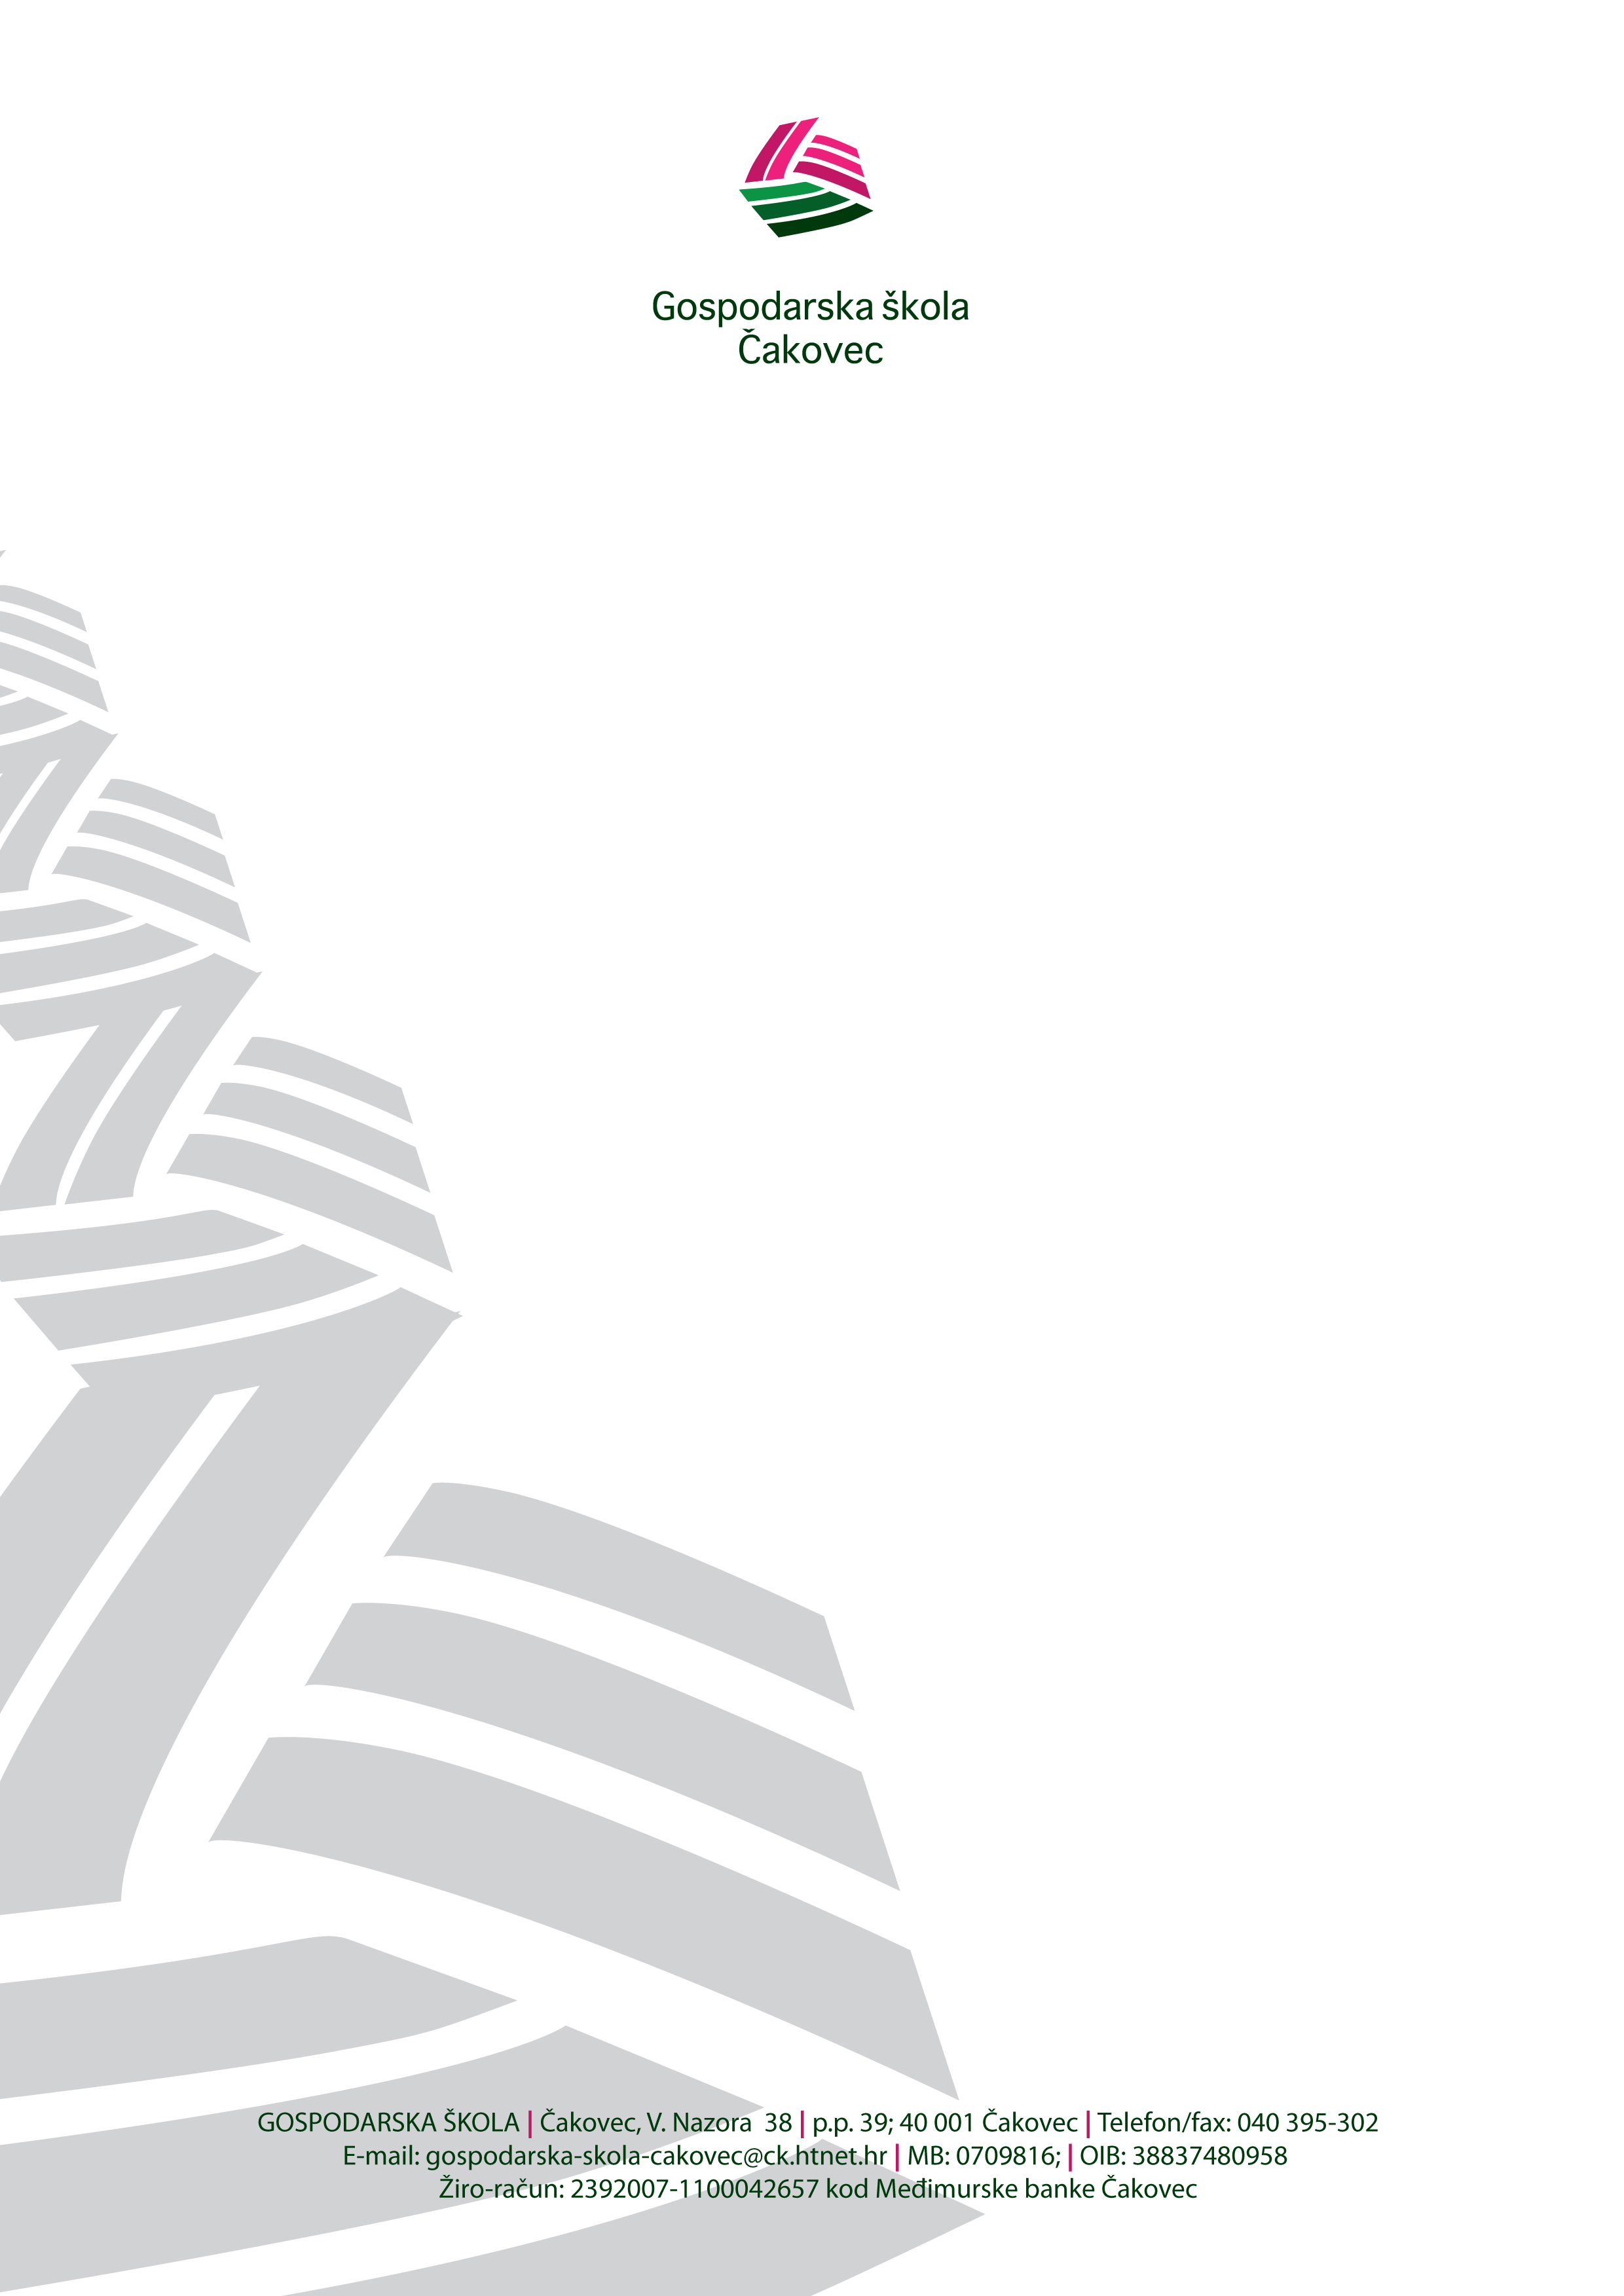 Gospodarska škola
Čakovec
GOSPODARSKA ŠKOLA | Čakovec, V. Nazora 38 | p.p. 39; 40 001 Čakovec | Telefon/fax: 040 395-302
E-mail: gospodarska-skola-cakovec@ck.htnet.hr | MB: 0709816; | OIB: 38837480958
Žiro-račun: 2392007-1100042657 kod Međimurske banke Čakovec